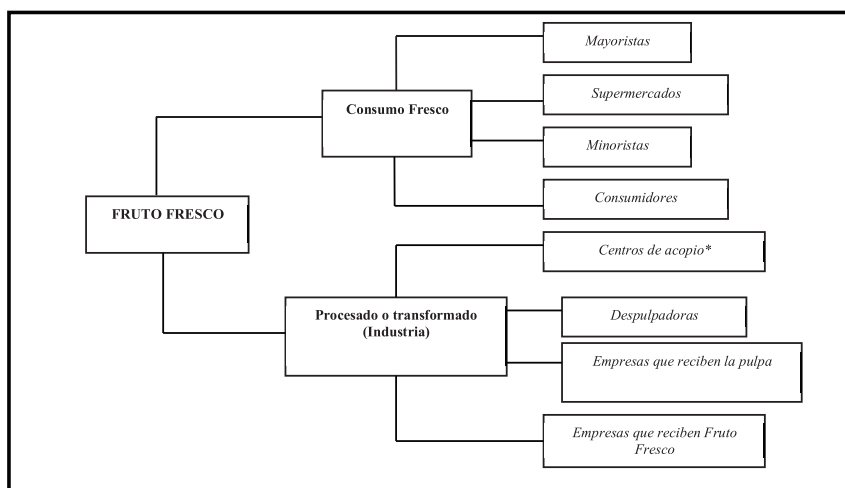 Mayoristas
Supermercados
Consumo Fresco
Minoristas
Consumidores
FRUTO FRESCO
Centros de acopio*
Procesado o transformado
(Industria)
Despulpadoras
Empresas que reciben la pulpa
Empresas que reciben Fruto
Fresco